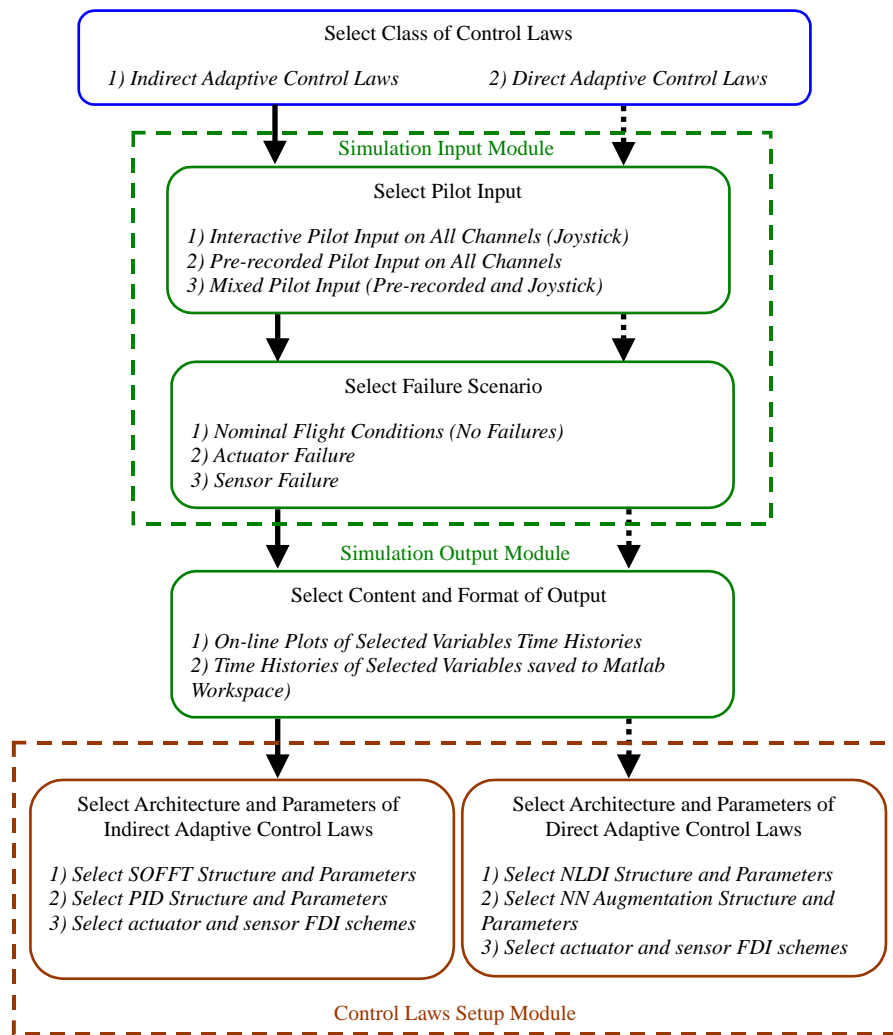 Select Class of Control Laws
1) Indirect Adaptive Control Laws
2) Direct Adaptive Control Laws
Simulation Input Module
Select Pilot Input
1) Interactive Pilot Input on All Channels (Joystick)
2) Pre-recorded Pilot Input on All Channels
3) Mixed Pilot Input (Pre-recorded and Joystick)
Select Failure Scenario
1) Nominal Flight Conditions (No Failures)
2) Actuator Failure
3) Sensor Failure
Simulation Output Module
Select Content and Format of Output
1) On-line Plots of Selected Variables Time Histories
2) Time Histories of Selected Variables saved to Matlab
Workspace)
Select Architecture and Parameters of
Indirect Adaptive Control Laws
1) Select SOFFT Structure and Parameters
2) Select PID Structure and Parameters
3) Select actuator and sensor FDI schemes
Select Architecture and Parameters of
Direct Adaptive Control Laws
1) Select NLDI Structure and Parameters
2) Select NN Augmentation Structure and
Parameters
3) Select actuator and sensor FDI schemes
Control Laws Setup Module